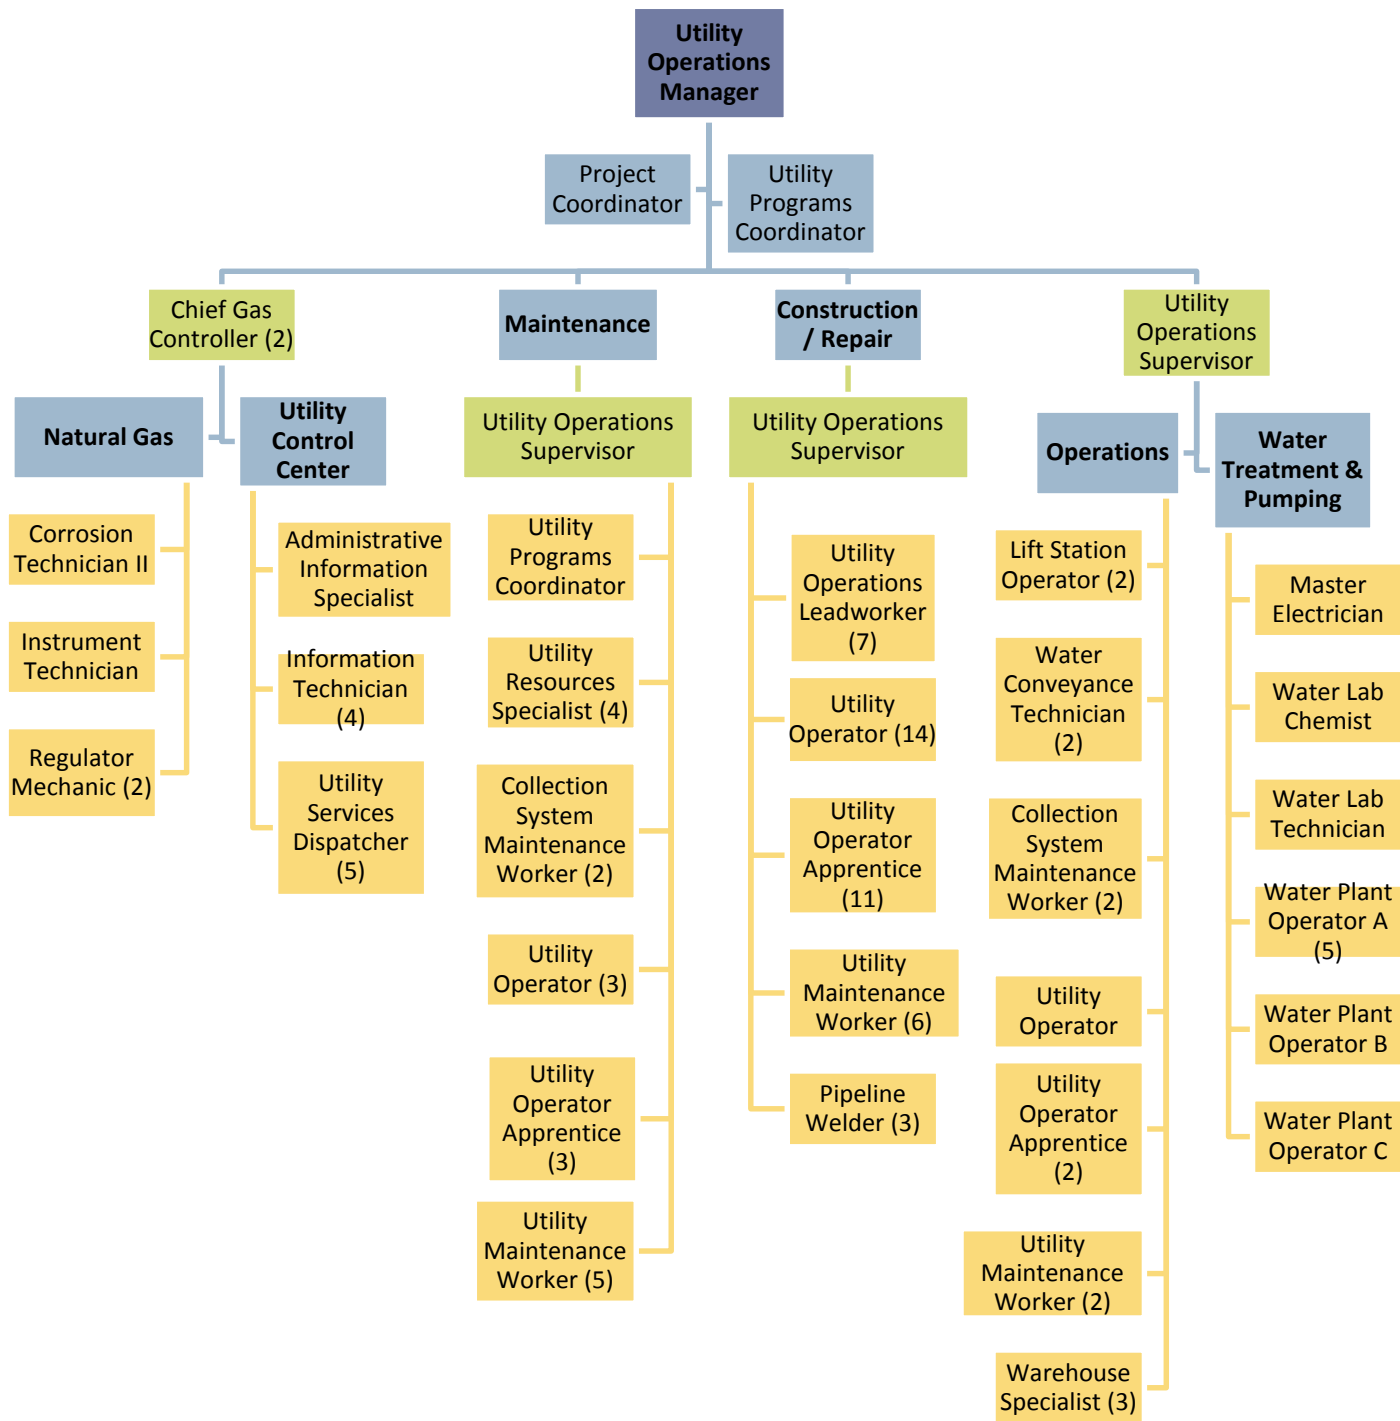 Utility
Operations
Manager
Project
Coordinator
Utility
Programs
Coordinator
Chief Gas
Controller (2)
Natural Gas
Corrosion
Technician II
Instrument
Technician
Regulator
Mechanic (2)
Utility
Control
Center
Administrative
Information
Specialist
Information
Technician
(4)
Utility
Services
Dispatcher
(5)
Maintenance
Utility Operations
Supervisor
Utility
Programs
Coordinator
Utility
Resources
Specialist (4)
Collection
System
Maintenance
Worker (2)
Utility
Operator (3)
Utility
Operator
Apprentice
(3)
Utility
Maintenance
Worker (5)
Construction
/ Repair
Utility Operations
Supervisor
Utility
Operations
Leadworker
(7)
Utility
Operator (14)
Utility
Operator
Apprentice
(11)
Utility
Maintenance
Worker (6)
Pipeline
Welder (3)
Utility
Operations
Supervisor
Operations
Lift Station
Operator (2)
Water
Conveyance
Technician
(2)
Collection
System
Maintenance
Worker (2)
Utility
Operator
Utility
Operator
Apprentice
(2)
Utility
Maintenance
Worker (2)
Warehouse
Specialist (3)
Water
Treatment &
Pumping
Master
Electrician
Water Lab
Chemist
Water Lab
Technician
Water Plant
Operator A
(5)
Water Plant
Operator B
Water Plant
Operator C